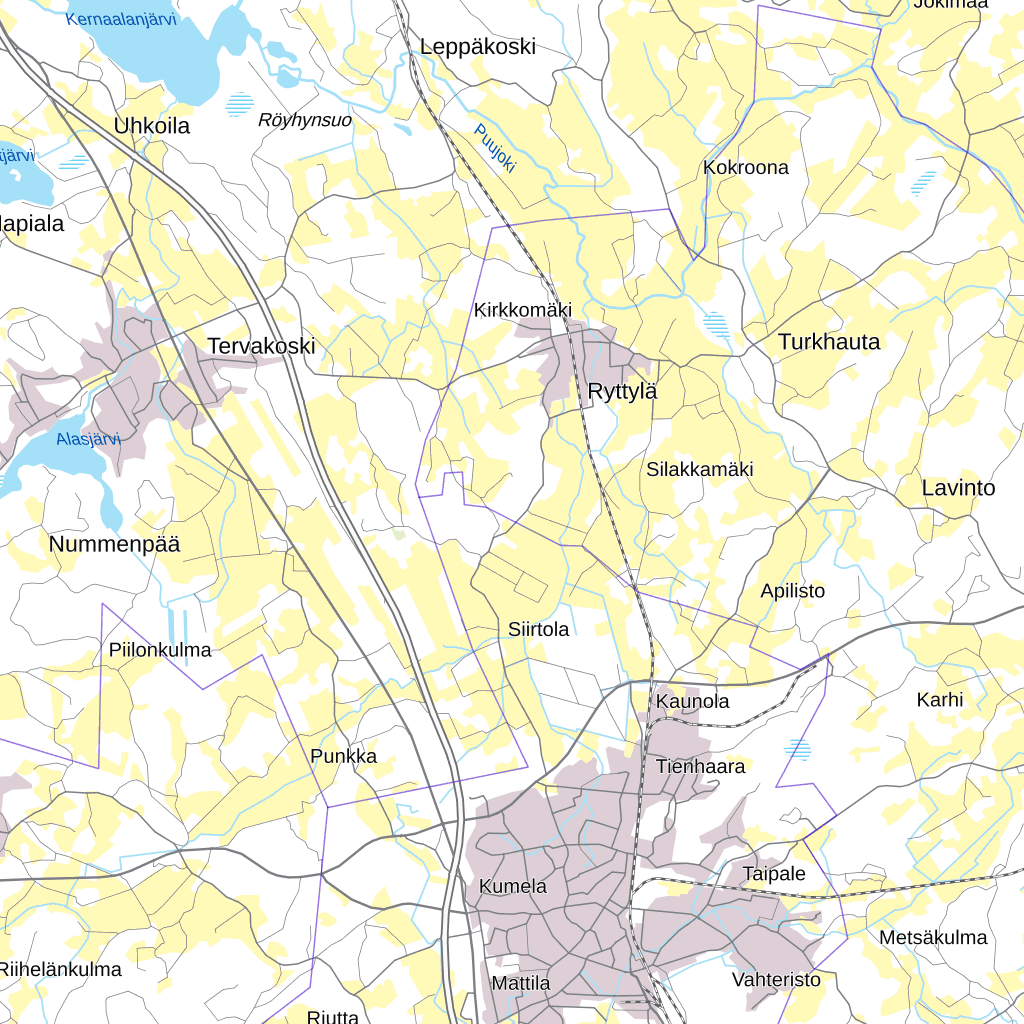 Kernaalanjärvi
Jokimaa
Leppäkoski
Röyhynsuo
Uhkoila
Puujoki
Kokroona
Kirkkomäki
Turkhauta
Tervakoski
Ryttylä
Alasjärvi
Silakkamäki
Lavinto
Nummenpää
Apilisto
Siirtola
Piilonkulma
Kaunola
Karhi
Punkka
Tienhaara
Taipale
Kumela
Metsäkulma
Riihelänkulma
Vahteristo
Mattila